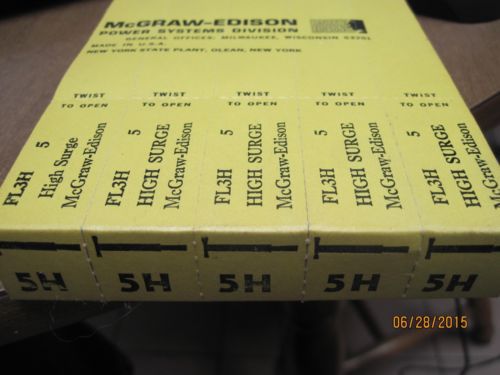 McGRAW-EDISON
POWER SYSTEMS DIVISION
GENERAL OFFICES, MILWAUKEE, WISCONSIN 53201
MADE IN U.S.A.
NEW YORK STATE PLANT, OLEAN, NEW YORK
TWIST TWIST TWIST TWIST TWIST
TO OPEN TO OPEN TO OPEN TO OPEN TO OPEN
FL3H 5
High Surge
McGraw-Edison
FL3H 5
HIGH SURGE
McGraw-Edison
FL3H 5
HIGH SURGE
McGraw-Edison
FL3H 5
HIGH SURGE
McGraw-Edison
FL3H 5
HIGH SURGE
McGraw-Edison
5H 5H 5H 5H 5H
06/28/2015